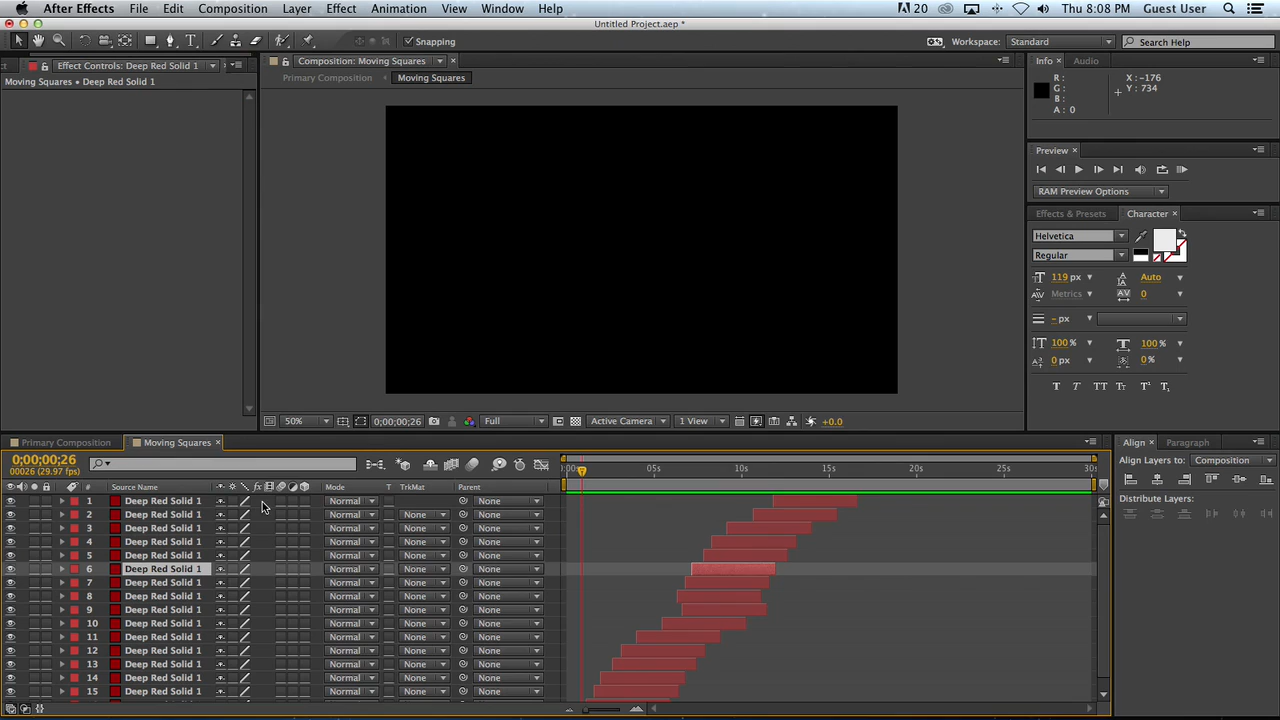 After Effects File Edit Composition Layer Effect Animation View Window Help 20 Thu 8:08 PM Guest User
Untitled Project.aep *
Snapping Workspace: Standard Search Help
Effect Controls: Deep Red Solid 1 Composition: Moving Squares Info Audio
Moving Squares • Deep Red Solid 1 Primary Composition Moving Squares
R: X: -176
G: Y: 734
B:
A: 0
Preview
RAM Preview Options
Effects & Presets Character
Helvetica
Regular
119 px Auto
Metrics 0
- px
100 % 100 %
0 px 0 %
T T TT Tt T¹ T₁
50% 0;00;00;26 Full Active Camera 1 View +0.0
Primary Composition Moving Squares Align Paragraph
0;00;00;26
00026 (29.97 fps)
:00s 05s 10s 15s 20s 25s 30s
Align Layers to: Composition
# Source Name fx Mode T TrkMat Parent
1 Deep Red Solid 1 Normal None
2 Deep Red Solid 1 Normal None None
Distribute Layers:
3 Deep Red Solid 1 Normal None None
4 Deep Red Solid 1 Normal None None
5 Deep Red Solid 1 Normal None None
6 Deep Red Solid 1 Normal None None
7 Deep Red Solid 1 Normal None None
8 Deep Red Solid 1 Normal None None
9 Deep Red Solid 1 Normal None None
10 Deep Red Solid 1 Normal None None
11 Deep Red Solid 1 Normal None None
12 Deep Red Solid 1 Normal None None
13 Deep Red Solid 1 Normal None None
14 Deep Red Solid 1 Normal None None
15 Deep Red Solid 1 Normal None None